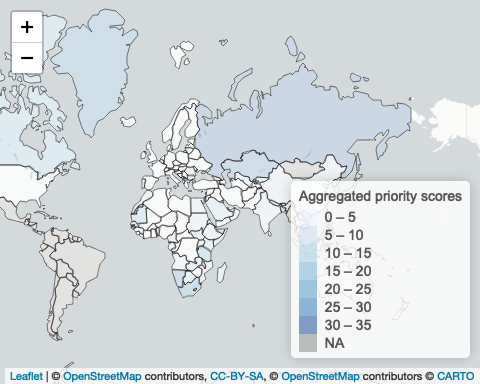 +
−
Aggregated priority scores
0 – 5
5 – 10
10 – 15
15 – 20
20 – 25
25 – 30
30 – 35
NA
Leaflet | © OpenStreetMap contributors, CC-BY-SA, © OpenStreetMap contributors © CARTO